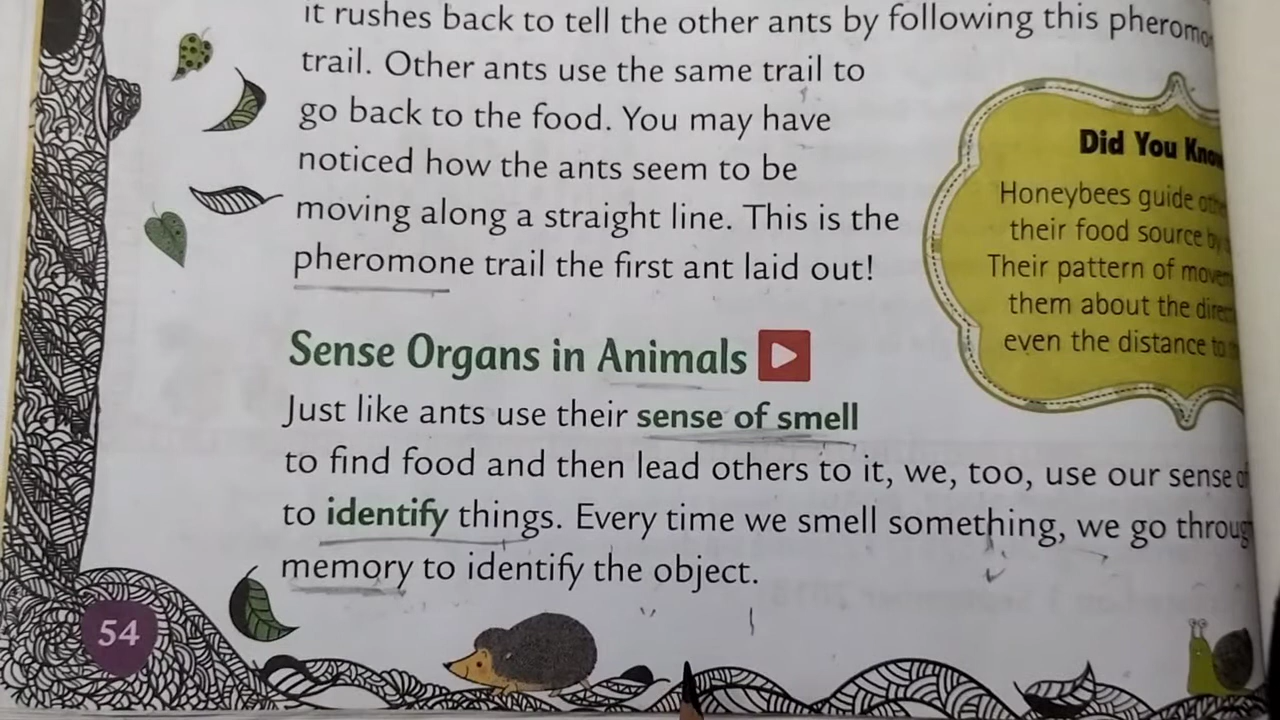 it rushes back to tell the other ants by following this
trail. Other ants use the same trail to
go back to the food. You may have
noticed how the ants seem to be
moving along a straight line. This is the
pheromone trail the first ant laid out!
Did You
Honeybees guide
their food source
Their pattern of
them about the
even the distance to
Sense Organs in Animals
Just like ants use their sense of smell
to find food and then lead others to it, we, too, use our sense
to identify things. Every time we smell something, we go
memory to identify the object.
54